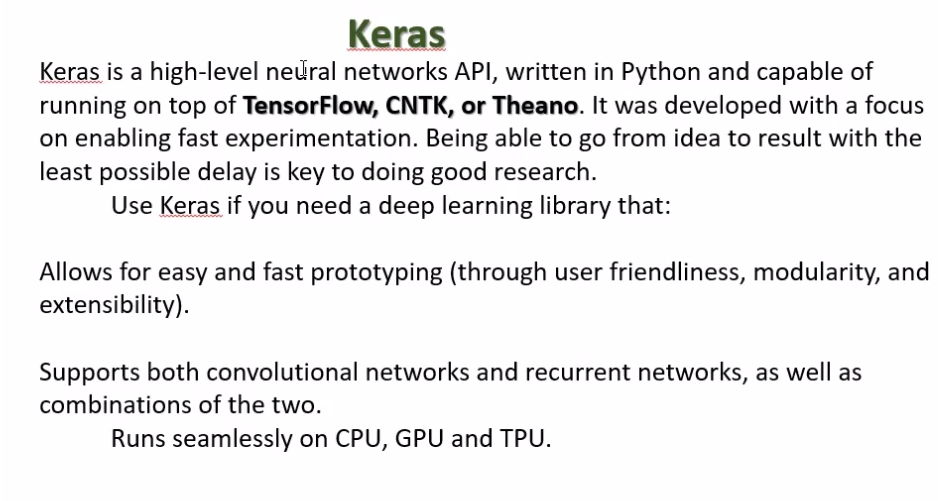 Keras
Keras is a high-level neural networks API, written in Python and capable of
running on top of TensorFlow, CNTK, or Theano. It was developed with a focus
on enabling fast experimentation. Being able to go from idea to result with the
least possible delay is key to doing good research.
Use Keras if you need a deep learning library that:
Allows for easy and fast prototyping (through user friendliness, modularity, and
extensibility).
Supports both convolutional networks and recurrent networks, as well as
combinations of the two.
Runs seamlessly on CPU, GPU and TPU.